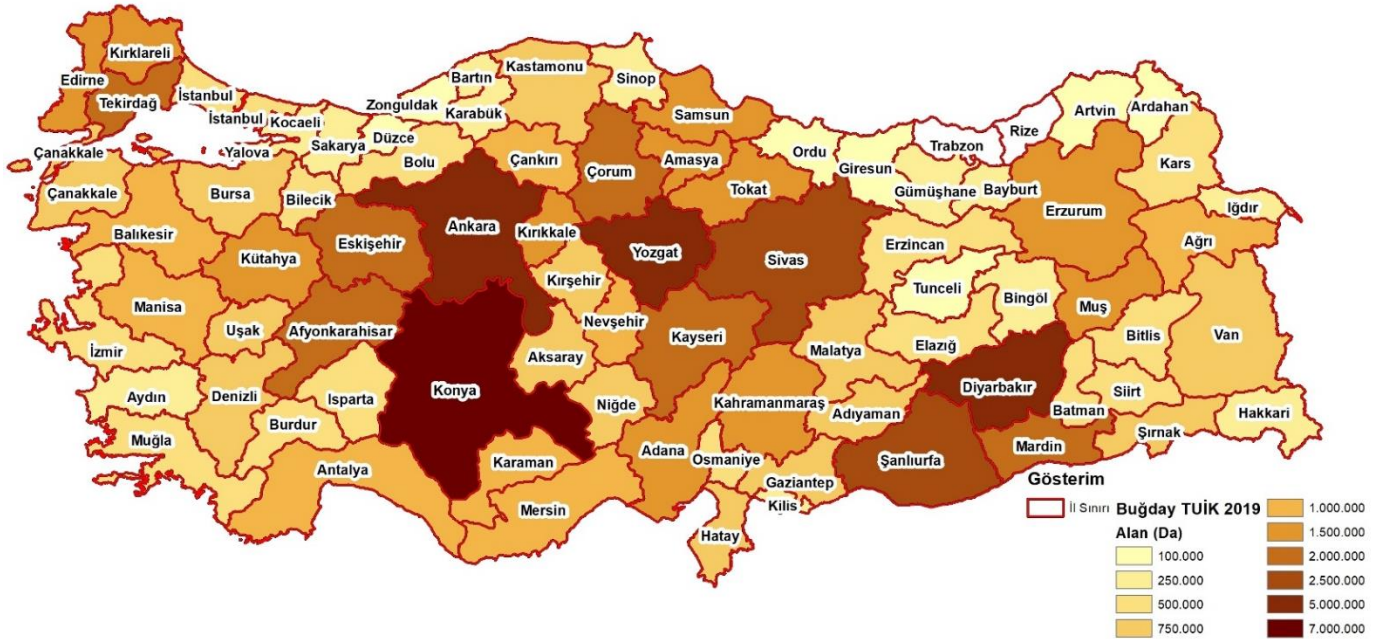 Kırklareli
Edirne
Tekirdağ
İstanbul
İstanbul
Kocaeli
Yalova
Sakarya
Düzce
Zonguldak
Bartın
Karabük
Kastamonu
Sinop
Samsun
Ordu
Giresun
Trabzon
Rize
Artvin
Ardahan
Kars
Çanakkale
Çanakkale
Bursa
Bilecik
Bolu
Çankırı
Çorum
Amasya
Tokat
Gümüşhane
Bayburt
Erzurum
Iğdır
Ağrı
Balıkesir
Kütahya
Eskişehir
Ankara
Kırıkkale
Yozgat
Sivas
Erzincan
Tunceli
Bingöl
Muş
Kırşehir
Manisa
Uşak
Afyonkarahisar
Nevşehir
Kayseri
Malatya
Elazığ
Bitlis
Van
İzmir
Aksaray
Konya
Aydın
Denizli
Isparta
Niğde
Kahramanmaraş
Adıyaman
Diyarbakır
Batman
Siirt
Hakkari
Şırnak
Muğla
Burdur
Antalya
Karaman
Adana
Osmaniye
Gaziantep
Şanlıurfa
Mardin
Mersin
Kilis
Hatay
Gösterim
İl Sınırı
Buğday TUİK 2019
Alan (Da)
100.000
250.000
500.000
750.000
1.000.000
1.500.000
2.000.000
2.500.000
5.000.000
7.000.000